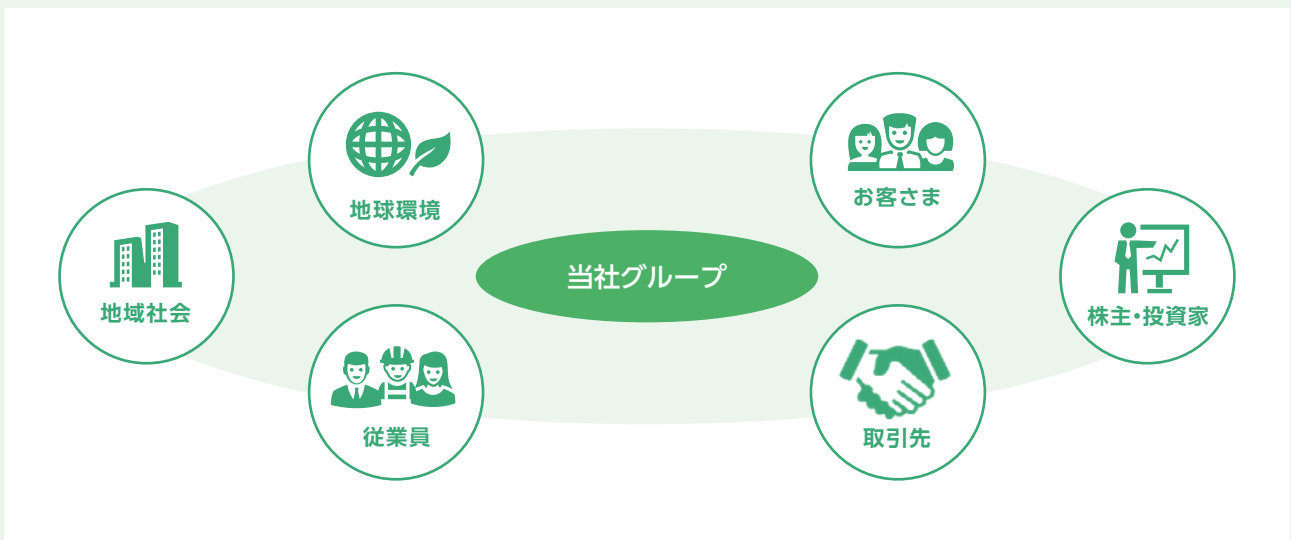 地球環境
お客さま
地域社会
当社グループ
株主・投資家
従業員
取引先